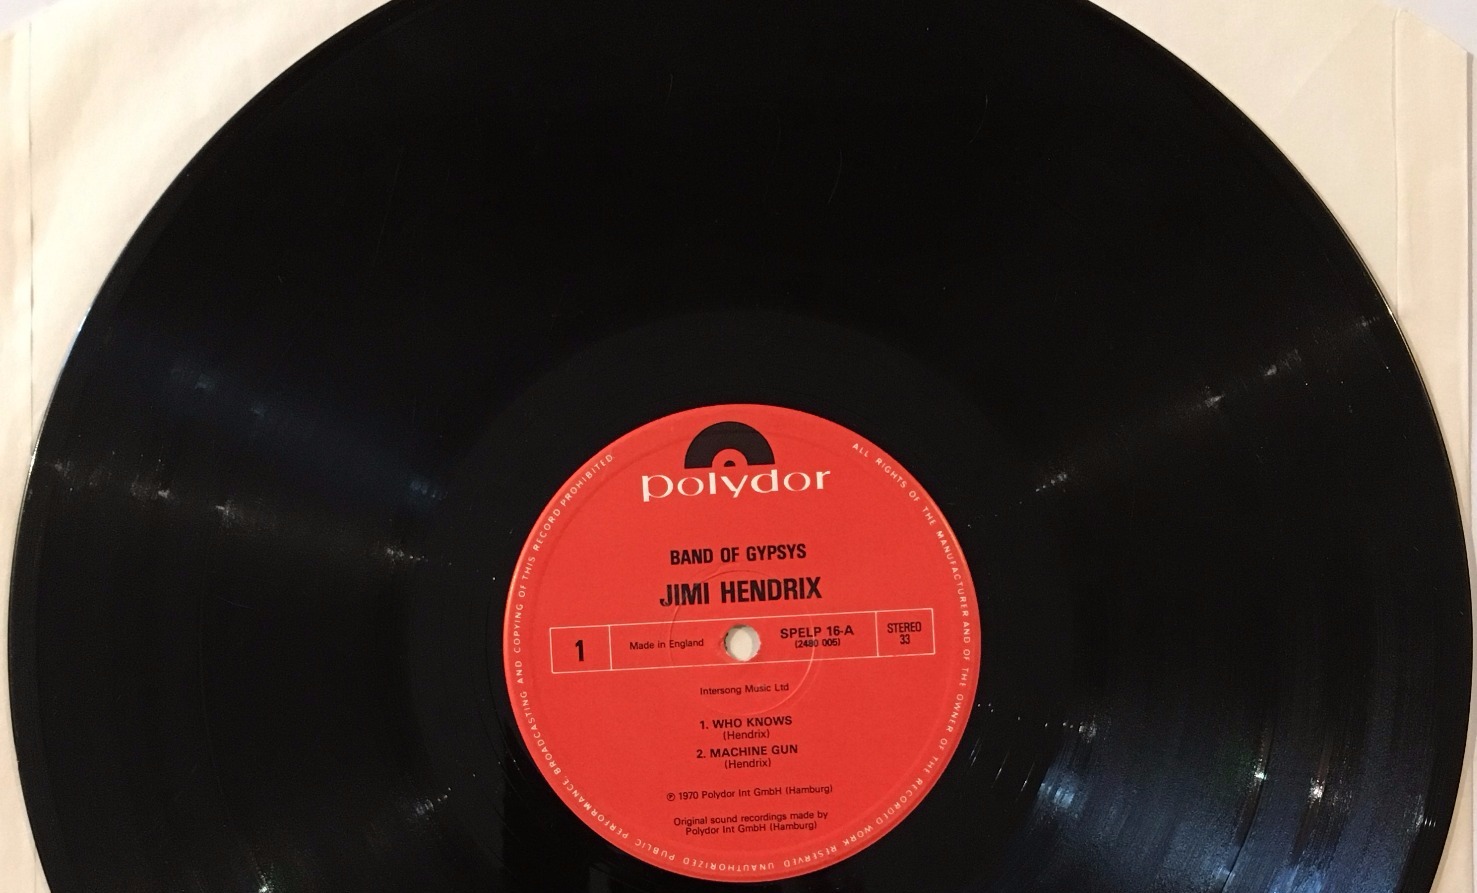 polydor
BAND OF GYPSYS
JIMI HENDRIX
1
Made in England
SPELP 16-A
(2480 005)
STEREO
33
Intersong Music Ltd
1. WHO KNOWS
(Hendrix)
2. MACHINE GUN
(Hendrix)
℗ 1970 Polydor Int GmbH (Hamburg)
Original sound recordings made by
Polydor Int GmbH (Hamburg)
ALL RIGHTS OF THE MANUFACTURER AND OF THE OWNER OF THE RECORDED WORK RESERVED. UNAUTHORIZED PUBLIC PERFORMANCE, BROADCASTING AND COPYING OF THIS RECORD PROHIBITED.